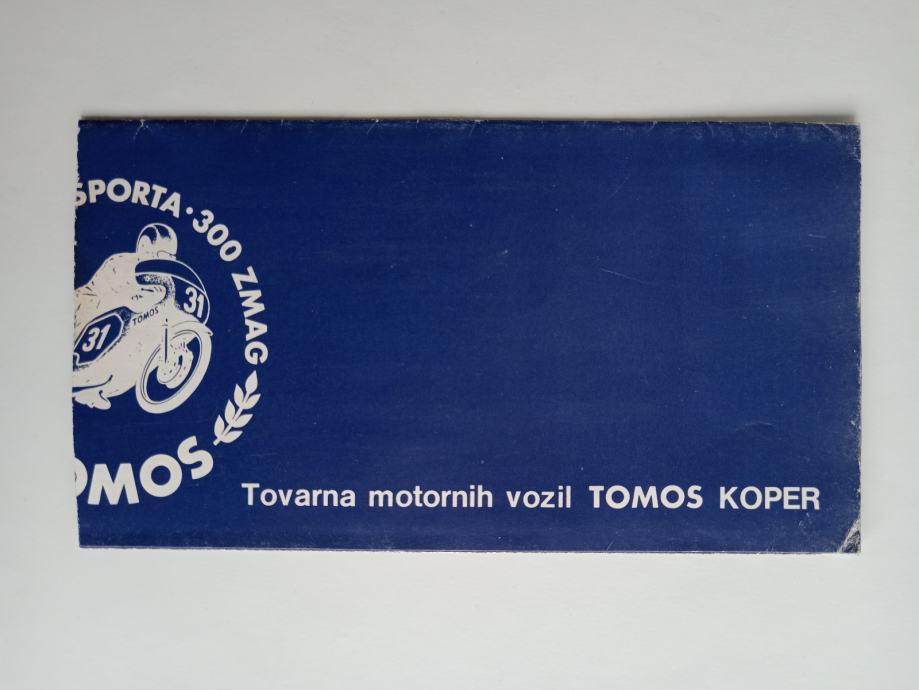 SPORTA · 300 ZMAG
31
TOMOS
31
OMOS
Tovarna motornih vozil TOMOS KOPER